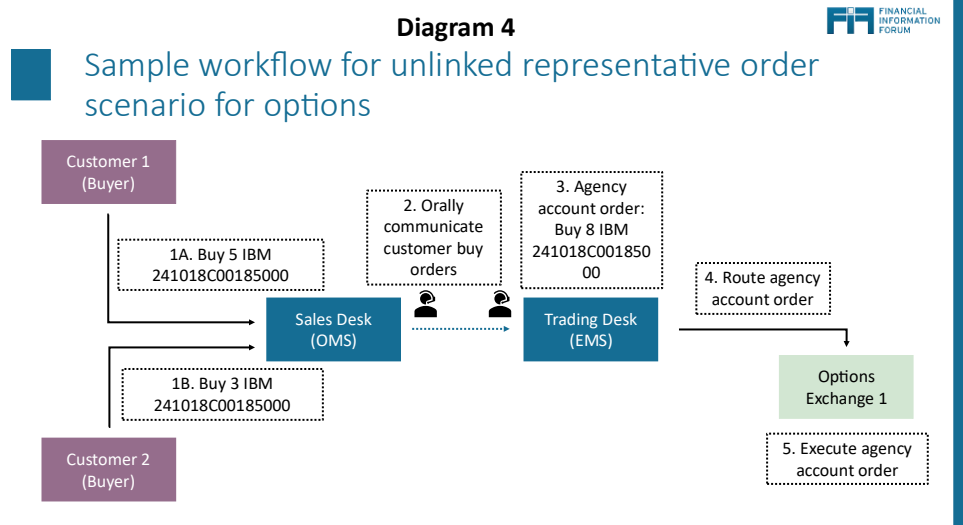 Diagram 4
FINANCIAL
INFORMATION
FORUM
Sample workflow for unlinked representative order
scenario for options
Customer 1
(Buyer)
1A. Buy 5 IBM
241018C00185000
2. Orally
communicate
customer buy
orders
3. Agency
account order:
Buy 8 IBM
241018C001850
00
4. Route agency
account order
Sales Desk
(OMS)
Trading Desk
(EMS)
1B. Buy 3 IBM
241018C00185000
Options
Exchange 1
Customer 2
(Buyer)
5. Execute agency
account order